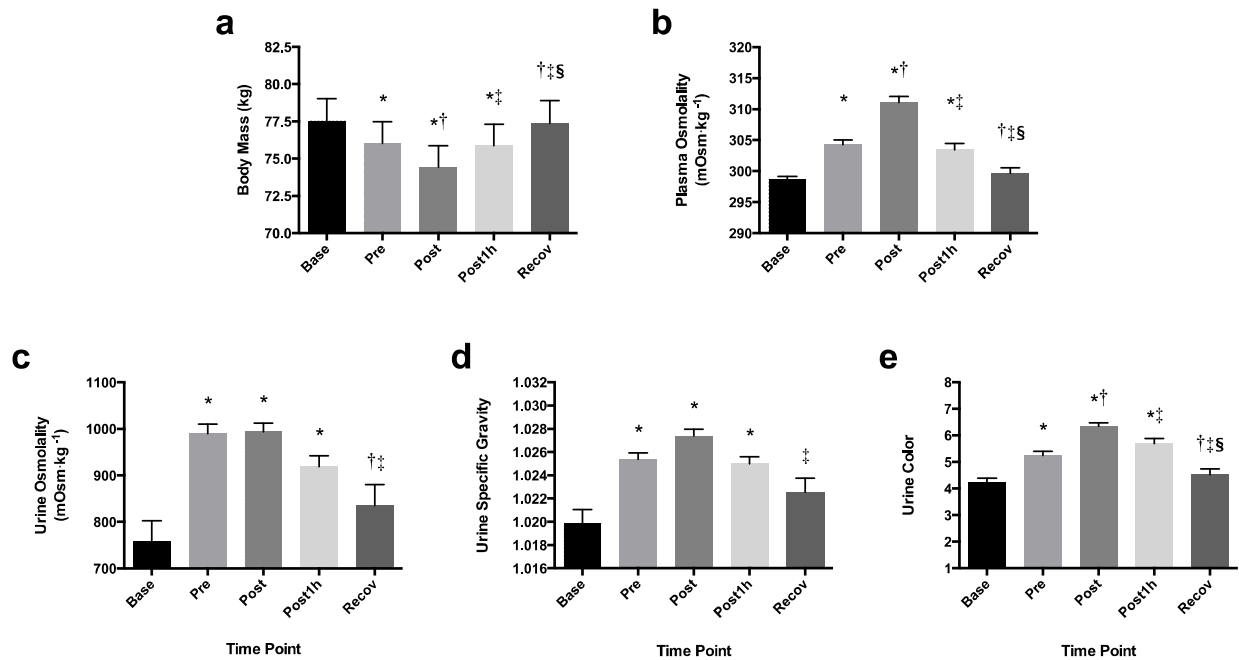 a
Body Mass (kg)
82.5
80.0
77.5
75.0
72.5
70.0
*
*†
*‡
†‡§
Base
Pre
Post
Post1h
Recov
b
Plasma Osmolality
(mOsm·kg⁻¹)
320
315
310
305
300
295
290
*
*†
*‡
†‡§
Base
Pre
Post
Post1h
Recov
c
Urine Osmolality
(mOsm·kg⁻¹)
1100
1000
900
800
700
*
*
*
†‡
Base
Pre
Post
Post1h
Recov
Time Point
d
Urine Specific Gravity
1.032
1.030
1.028
1.026
1.024
1.022
1.020
1.018
1.016
*
*
*
‡
Base
Pre
Post
Post1h
Recov
Time Point
e
Urine Color
8
7
6
5
4
3
2
1
*
*†
*‡
†‡§
Base
Pre
Post
Post1h
Recov
Time Point